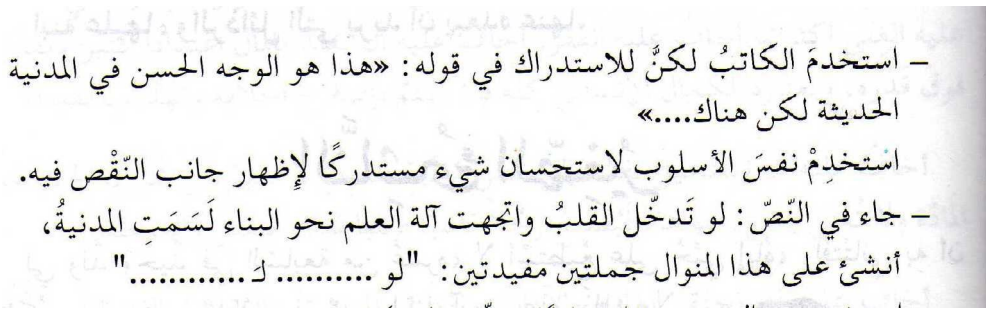 – استخدمَ الكاتبُ لكنَّ للاستدراك في قوله: «هذا هو الوجه الحسن في المدنية
الحديثة لكن هناك....»
استخدِمْ نفسَ الأسلوب لاستحسان شيء مستدركًا لإظهار جانب النّقْص فيه.
– جاء في النّصّ: لو تَدخّل القلبُ واتجهت آلة العلم نحو البناء لَسَمَتِ المدنيةُ،
أنشئ على هذا المنوال جملتين مفيدتين: "لو .......... لـ ............"